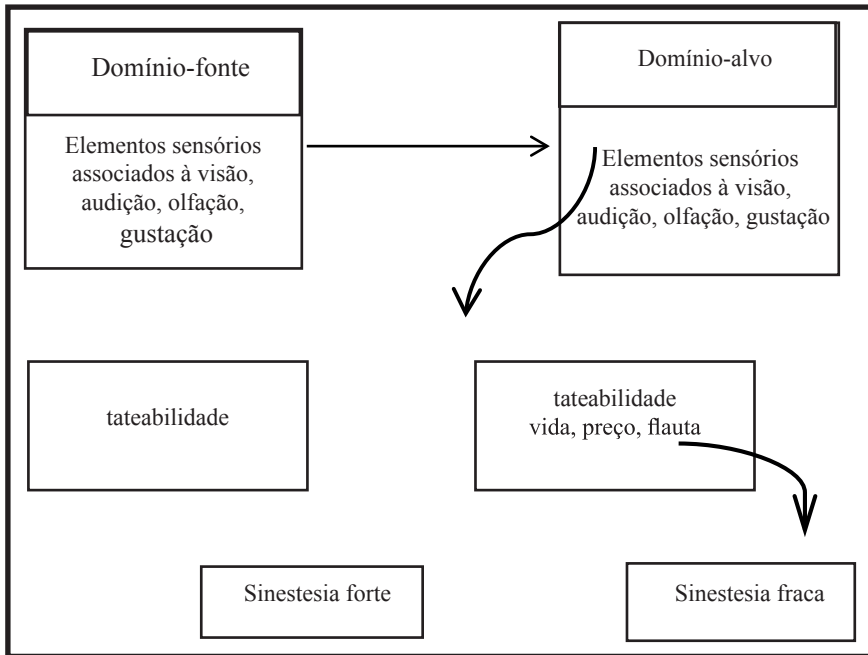 Domínio-fonte
Elementos sensórios
associados à visão,
audição, olfação,
gustação
Domínio-alvo
Elementos sensórios
associados à visão,
audição, olfação, gustação
tateabilidade
tateabilidade
vida, preço, flauta
Sinestesia forte
Sinestesia fraca